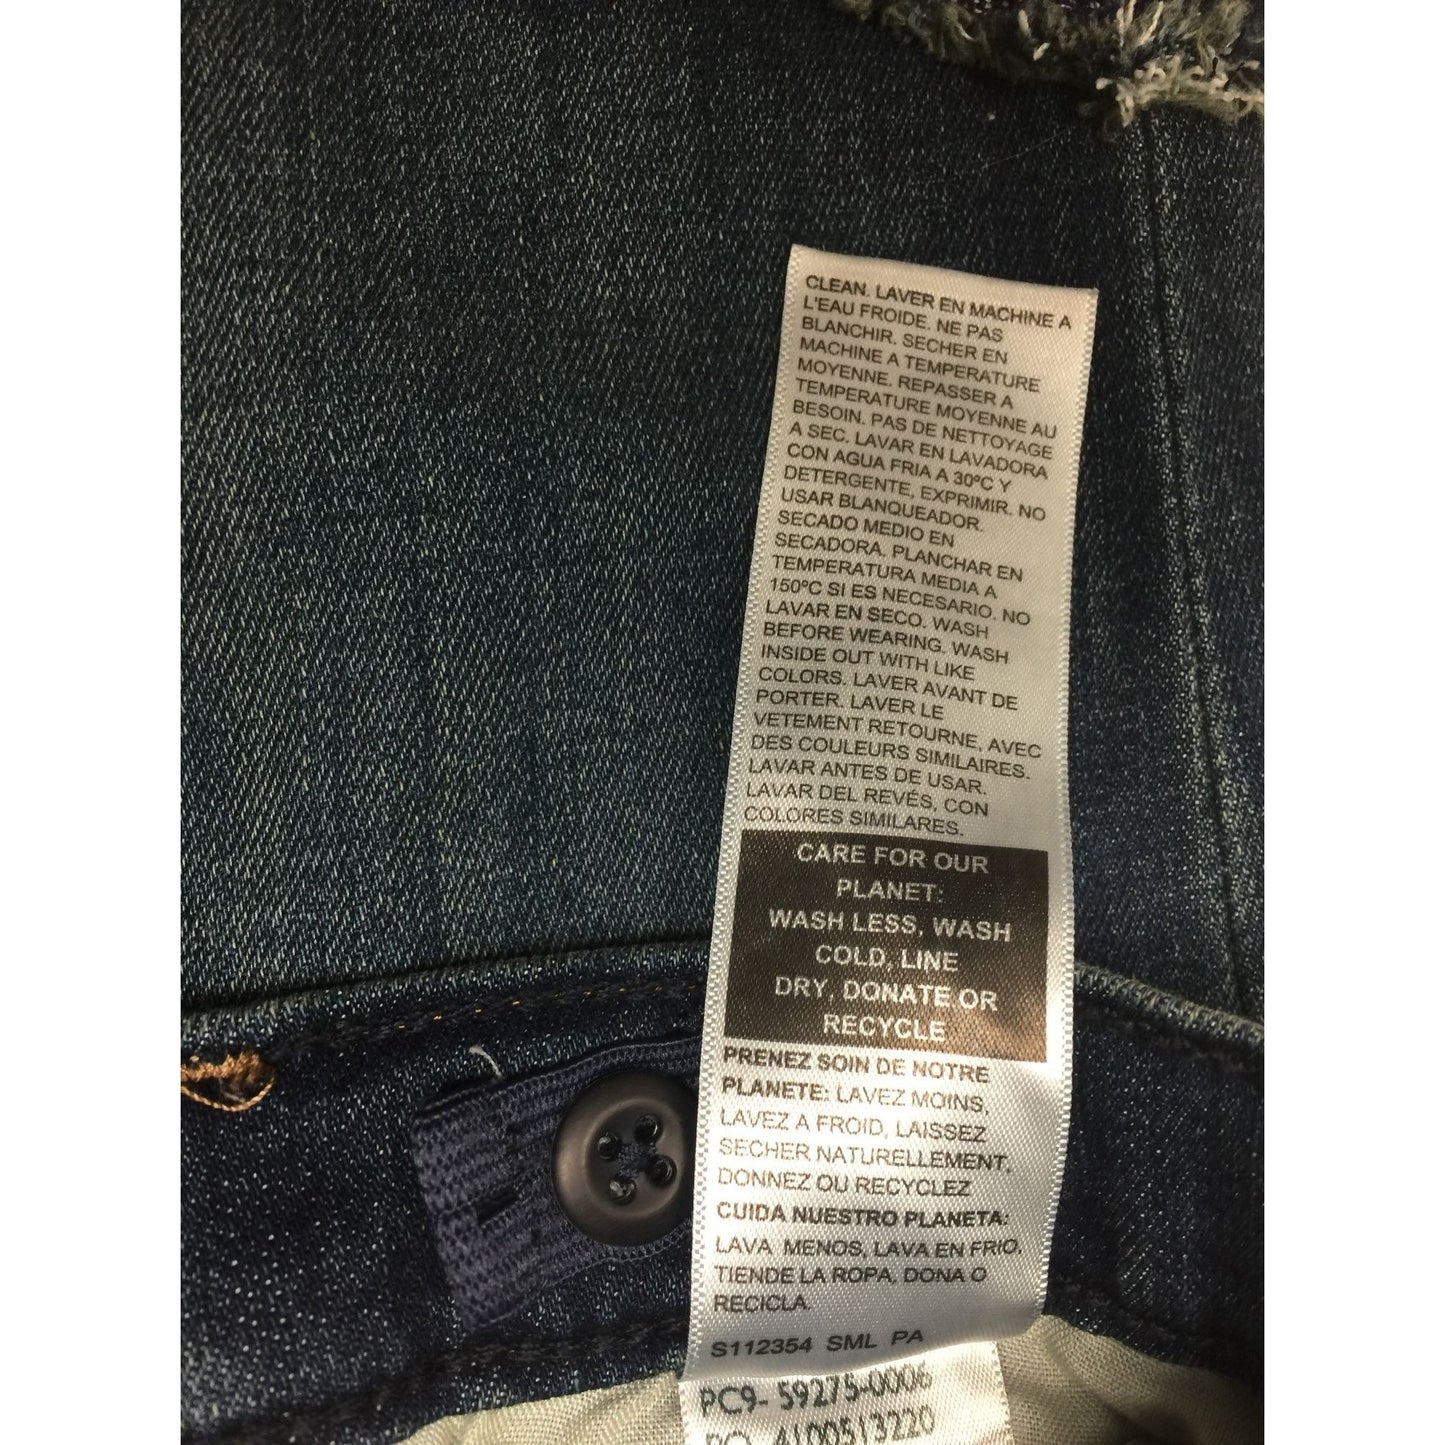 CLEAN. LAVER EN MACHINE A
L'EAU FROIDE. NE PAS
BLANCHIR. SECHER EN
MACHINE A TEMPERATURE
MOYENNE. REPASSER A
TEMPERATURE MOYENNE AU
BESOIN. PAS DE NETTOYAGE
A SEC. LAVAR EN LAVADORA
CON AGUA FRIA A 30ºC Y
DETERGENTE, EXPRIMIR. NO
USAR BLANQUEADOR.
SECADO MEDIO EN
SECADORA. PLANCHAR EN
TEMPERATURA MEDIA A
150ºC SI ES NECESARIO. NO
LAVAR EN SECO. WASH
BEFORE WEARING. WASH
INSIDE OUT WITH LIKE
COLORS. LAVER AVANT DE
PORTER. LAVER LE
VETEMENT RETOURNE, AVEC
DES COULEURS SIMILAIRES.
LAVAR ANTES DE USAR.
LAVAR DEL REVÉS, CON
COLORES SIMILARES.
CARE FOR OUR
PLANET:
WASH LESS, WASH
COLD, LINE
DRY, DONATE OR
RECYCLE
PRENEZ SOIN DE NOTRE
PLANETE: LAVEZ MOINS,
LAVEZ A FROID, LAISSEZ
SECHER NATURELLEMENT,
DONNEZ OU RECYCLEZ
CUIDA NUESTRO PLANETA:
LAVA MENOS, LAVA EN FRIO,
TIENDE LA ROPA, DONA O
RECICLA.
S112354 SML PA
PC9- 59275-0006
PO 4100513220